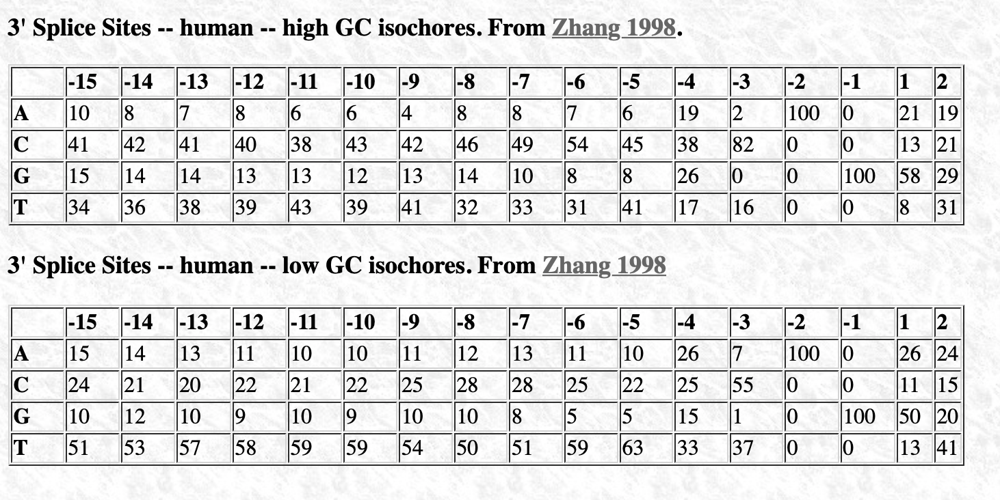 3' Splice Sites -- human -- high GC isochores. From Zhang 1998.
-15 -14 -13 -12 -11 -10 -9 -8 -7 -6 -5 -4 -3 -2 -1 1 2
A 10 8 7 8 6 6 4 8 8 7 6 19 2 100 0 21 19
C 41 42 41 40 38 43 42 46 49 54 45 38 82 0 0 13 21
G 15 14 14 13 13 12 13 14 10 8 8 26 0 0 100 58 29
T 34 36 38 39 43 39 41 32 33 31 41 17 16 0 0 8 31
3' Splice Sites -- human -- low GC isochores. From Zhang 1998
-15 -14 -13 -12 -11 -10 -9 -8 -7 -6 -5 -4 -3 -2 -1 1 2
A 15 14 13 11 10 10 11 12 13 11 10 26 7 100 0 26 24
C 24 21 20 22 21 22 25 28 28 25 22 25 55 0 0 11 15
G 10 12 10 9 10 9 10 10 8 5 5 15 1 0 100 50 20
T 51 53 57 58 59 59 54 50 51 59 63 33 37 0 0 13 41